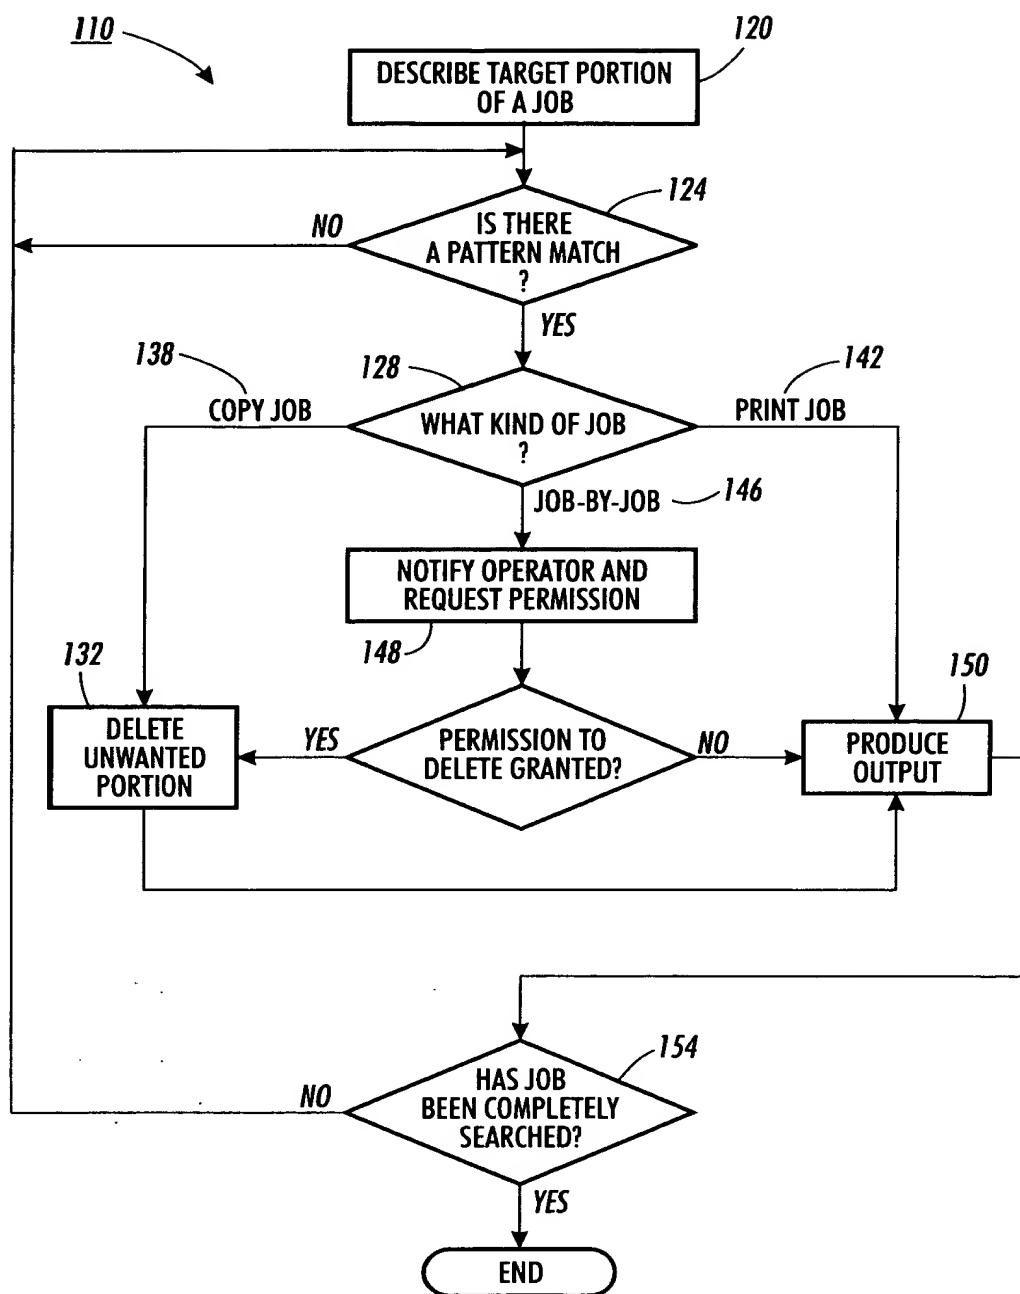 110
120
DESCRIBE TARGET PORTION
OF A JOB
124
NO
IS THERE
A PATTERN MATCH
?
YES
138
128
142
COPY JOB
WHAT KIND OF JOB
?
PRINT JOB
JOB-BY-JOB
146
NOTIFY OPERATOR AND
REQUEST PERMISSION
148
132
150
DELETE
UNWANTED
PORTION
YES
PERMISSION TO
DELETE GRANTED?
NO
PRODUCE
OUTPUT
154
NO
HAS JOB
BEEN COMPLETELY
SEARCHED?
YES
END